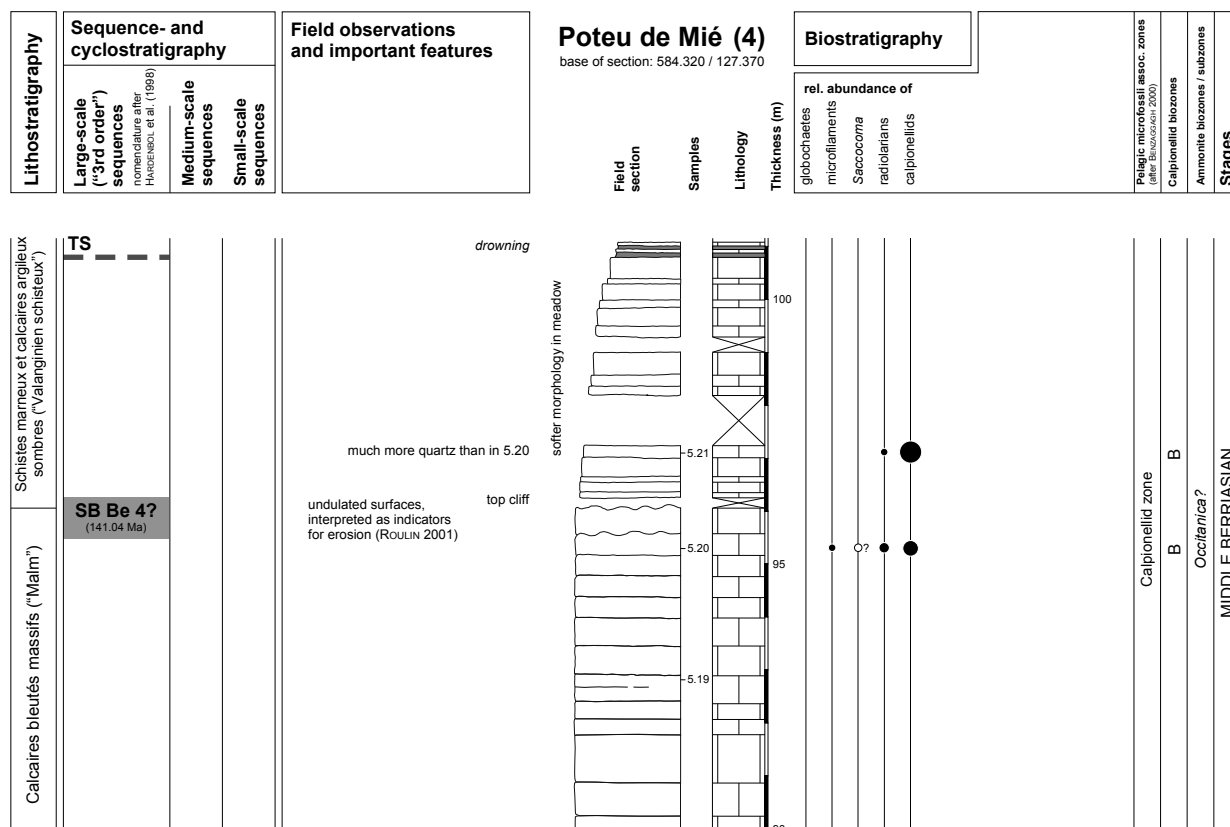 Lithostratigraphy
Sequence- and
cyclostratigraphy
Large-scale
("3rd order")
sequences
nomenclature after
HARDENBOL et al. (1998)
Medium-scale
sequences
Small-scale
sequences
Field observations
and important features
Poteu de Mié (4)
base of section: 584.320 / 127.370
Field
section
Samples
Lithology
Thickness (m)
Biostratigraphy
rel. abundance of
globochaetes
microfilaments
Saccocoma
radiolarians
calpionellids
Pelagic microfossil assoc. zones
(after BENZAGGAGH 2000)
Calpionellid biozones
Ammonite biozones / subzones
Stages
Schistes marneux et calcaires argileux
sombres ("Valanginien schisteux")
Calcaires bleutés massifs ("Malm")
TS
SB Be 4?
(141.04 Ma)
drowning
much more quartz than in 5.20
top cliff
undulated surfaces,
interpreted as indicators
for erosion (ROULIN 2001)
softer morphology in meadow
5.21
5.20
5.19
100
95
?
Calpionellid zone
B
B
Occitanica?
MIDDLE BERRIASIAN